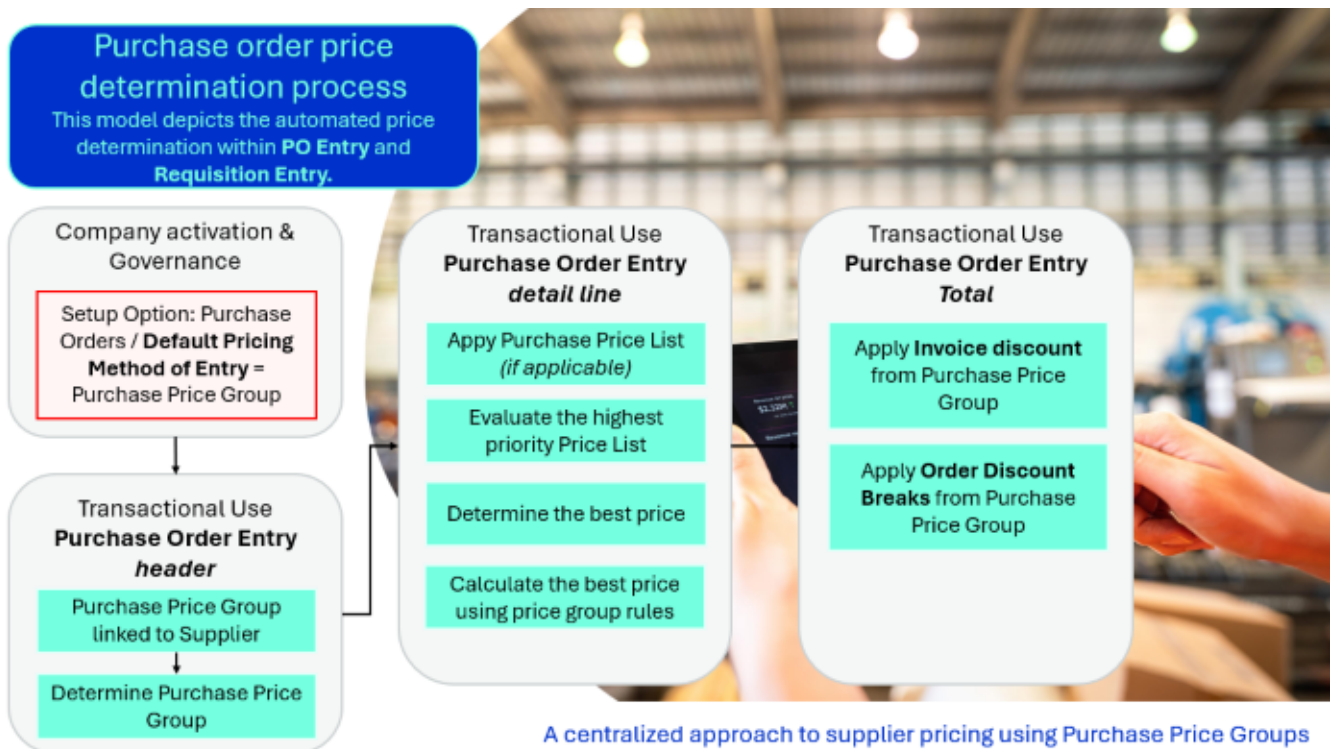 Purchase order price
determination process
This model depicts the automated price
determination within PO Entry and
Requisition Entry.
Company activation &
Governance
Setup Option: Purchase
Orders / Default Pricing
Method of Entry =
Purchase Price Group
Transactional Use
Purchase Order Entry
header
Purchase Price Group
linked to Supplier
Determine Purchase Price
Group
Transactional Use
Purchase Order Entry
detail line
Appy Purchase Price List
(if applicable)
Evaluate the highest
priority Price List
Determine the best price
Calculate the best price
using price group rules
Transactional Use
Purchase Order Entry
Total
Apply Invoice discount
from Purchase Price
Group
Apply Order Discount
Breaks from Purchase
Price Group
A centralized approach to supplier pricing using Purchase Price Groups